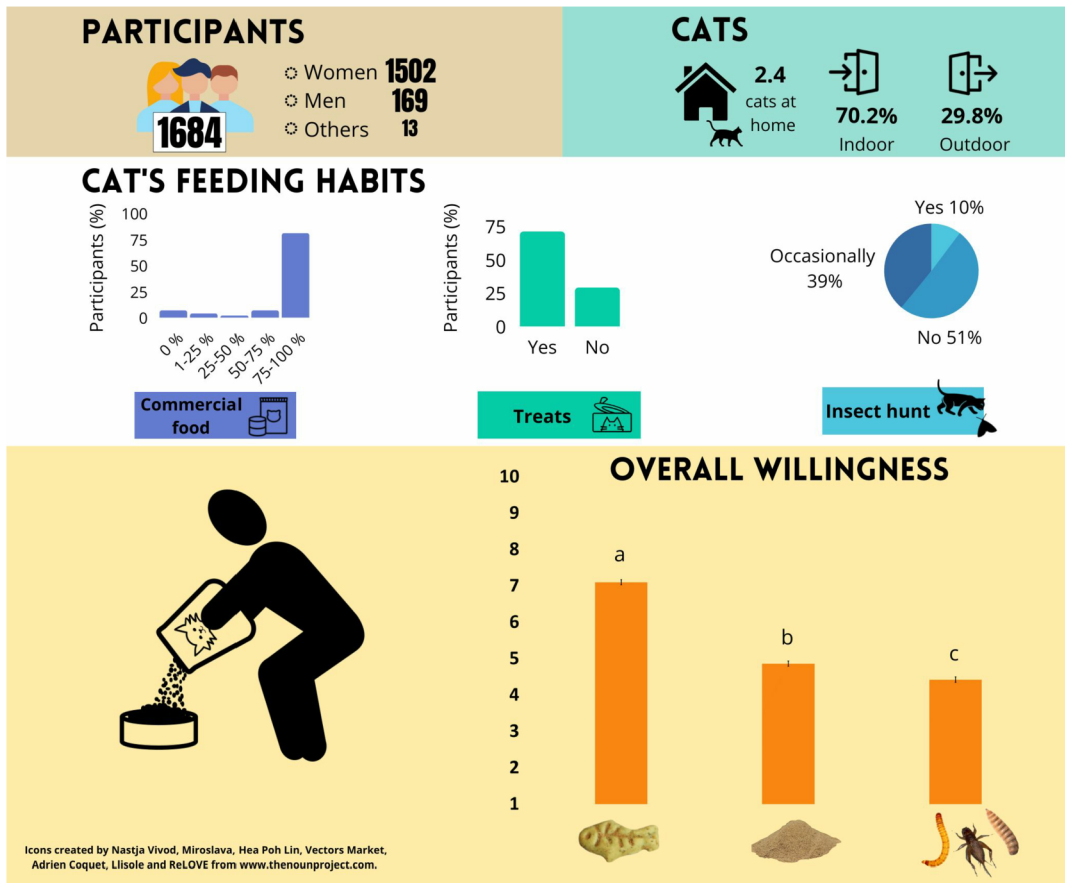 PARTICIPANTS
Women 1502
Men 169
Others 13
1684
CATS
2.4
cats at
home
70.2%
Indoor
29.8%
Outdoor
CAT'S FEEDING HABITS
Participants (%)
100
75
50
25
0
0 %
1-25 %
25-50 %
50-75 %
75-100 %
Commercial
food
Participants (%)
75
50
25
0
Yes
No
Treats
Yes 10%
Occasionally
39%
No 51%
Insect hunt
OVERALL WILLINGNESS
10
9
8
7
6
5
4
3
2
1
a
b
c
Icons created by Nastja Vivod, Miroslava, Hea Poh Lin, Vectors Market,
Adrien Coquet, Llisole and ReLOVE from www.thenounproject.com.